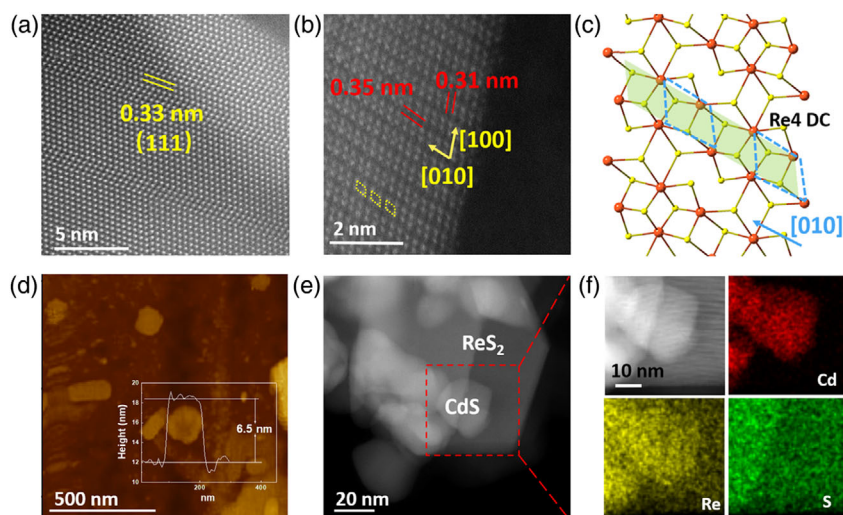 (a)
0.33 nm
(111)
5 nm
(b)
0.35 nm
0.31 nm
[100]
[010]
2 nm
(c)
Re4 DC
[010]
(d)
Height (nm)
20
18
16
14
12
10
6.5 nm
0
200
400
nm
500 nm
(e)
ReS₂
CdS
20 nm
(f)
10 nm
Cd
Re
S